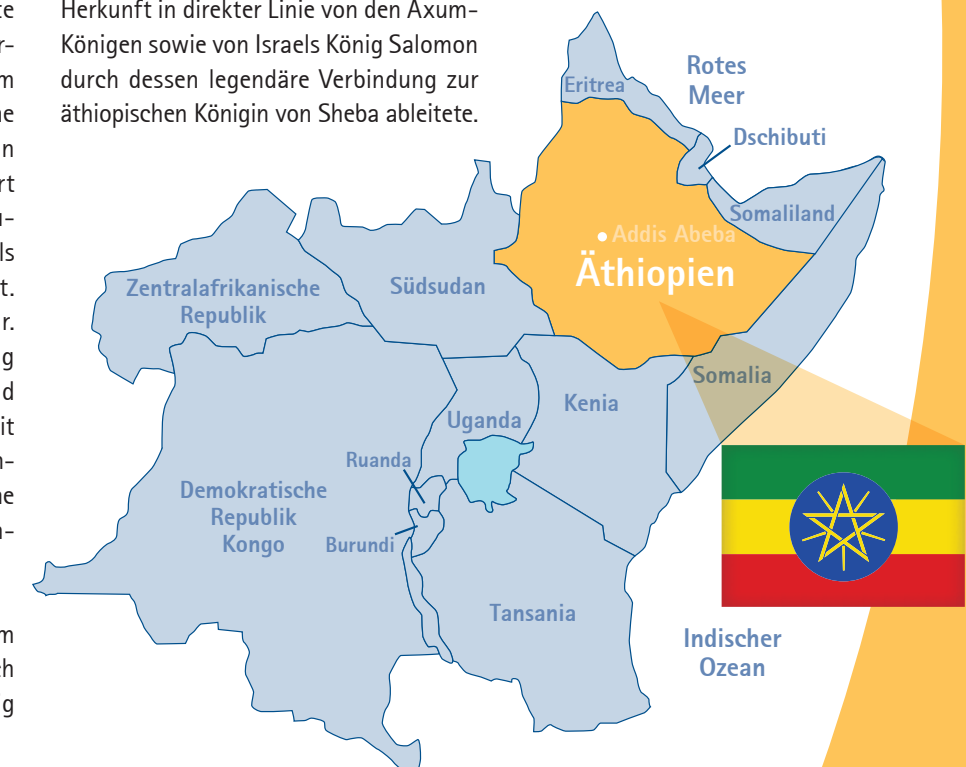 Herkunft in direkter Linie von den Axum-
Königen sowie von Israels König Salomon
durch dessen legendäre Verbindung zur
äthiopischen Königin von Sheba ableitete.
Eritrea
Rotes
Meer
Dschibuti
Somaliland
Addis Abeba
Äthiopien
Zentralafrikanische
Republik
Südsudan
Somalia
Kenia
Uganda
Ruanda
Demokratische
Republik
Kongo
Burundi
Tansania
Indischer
Ozean